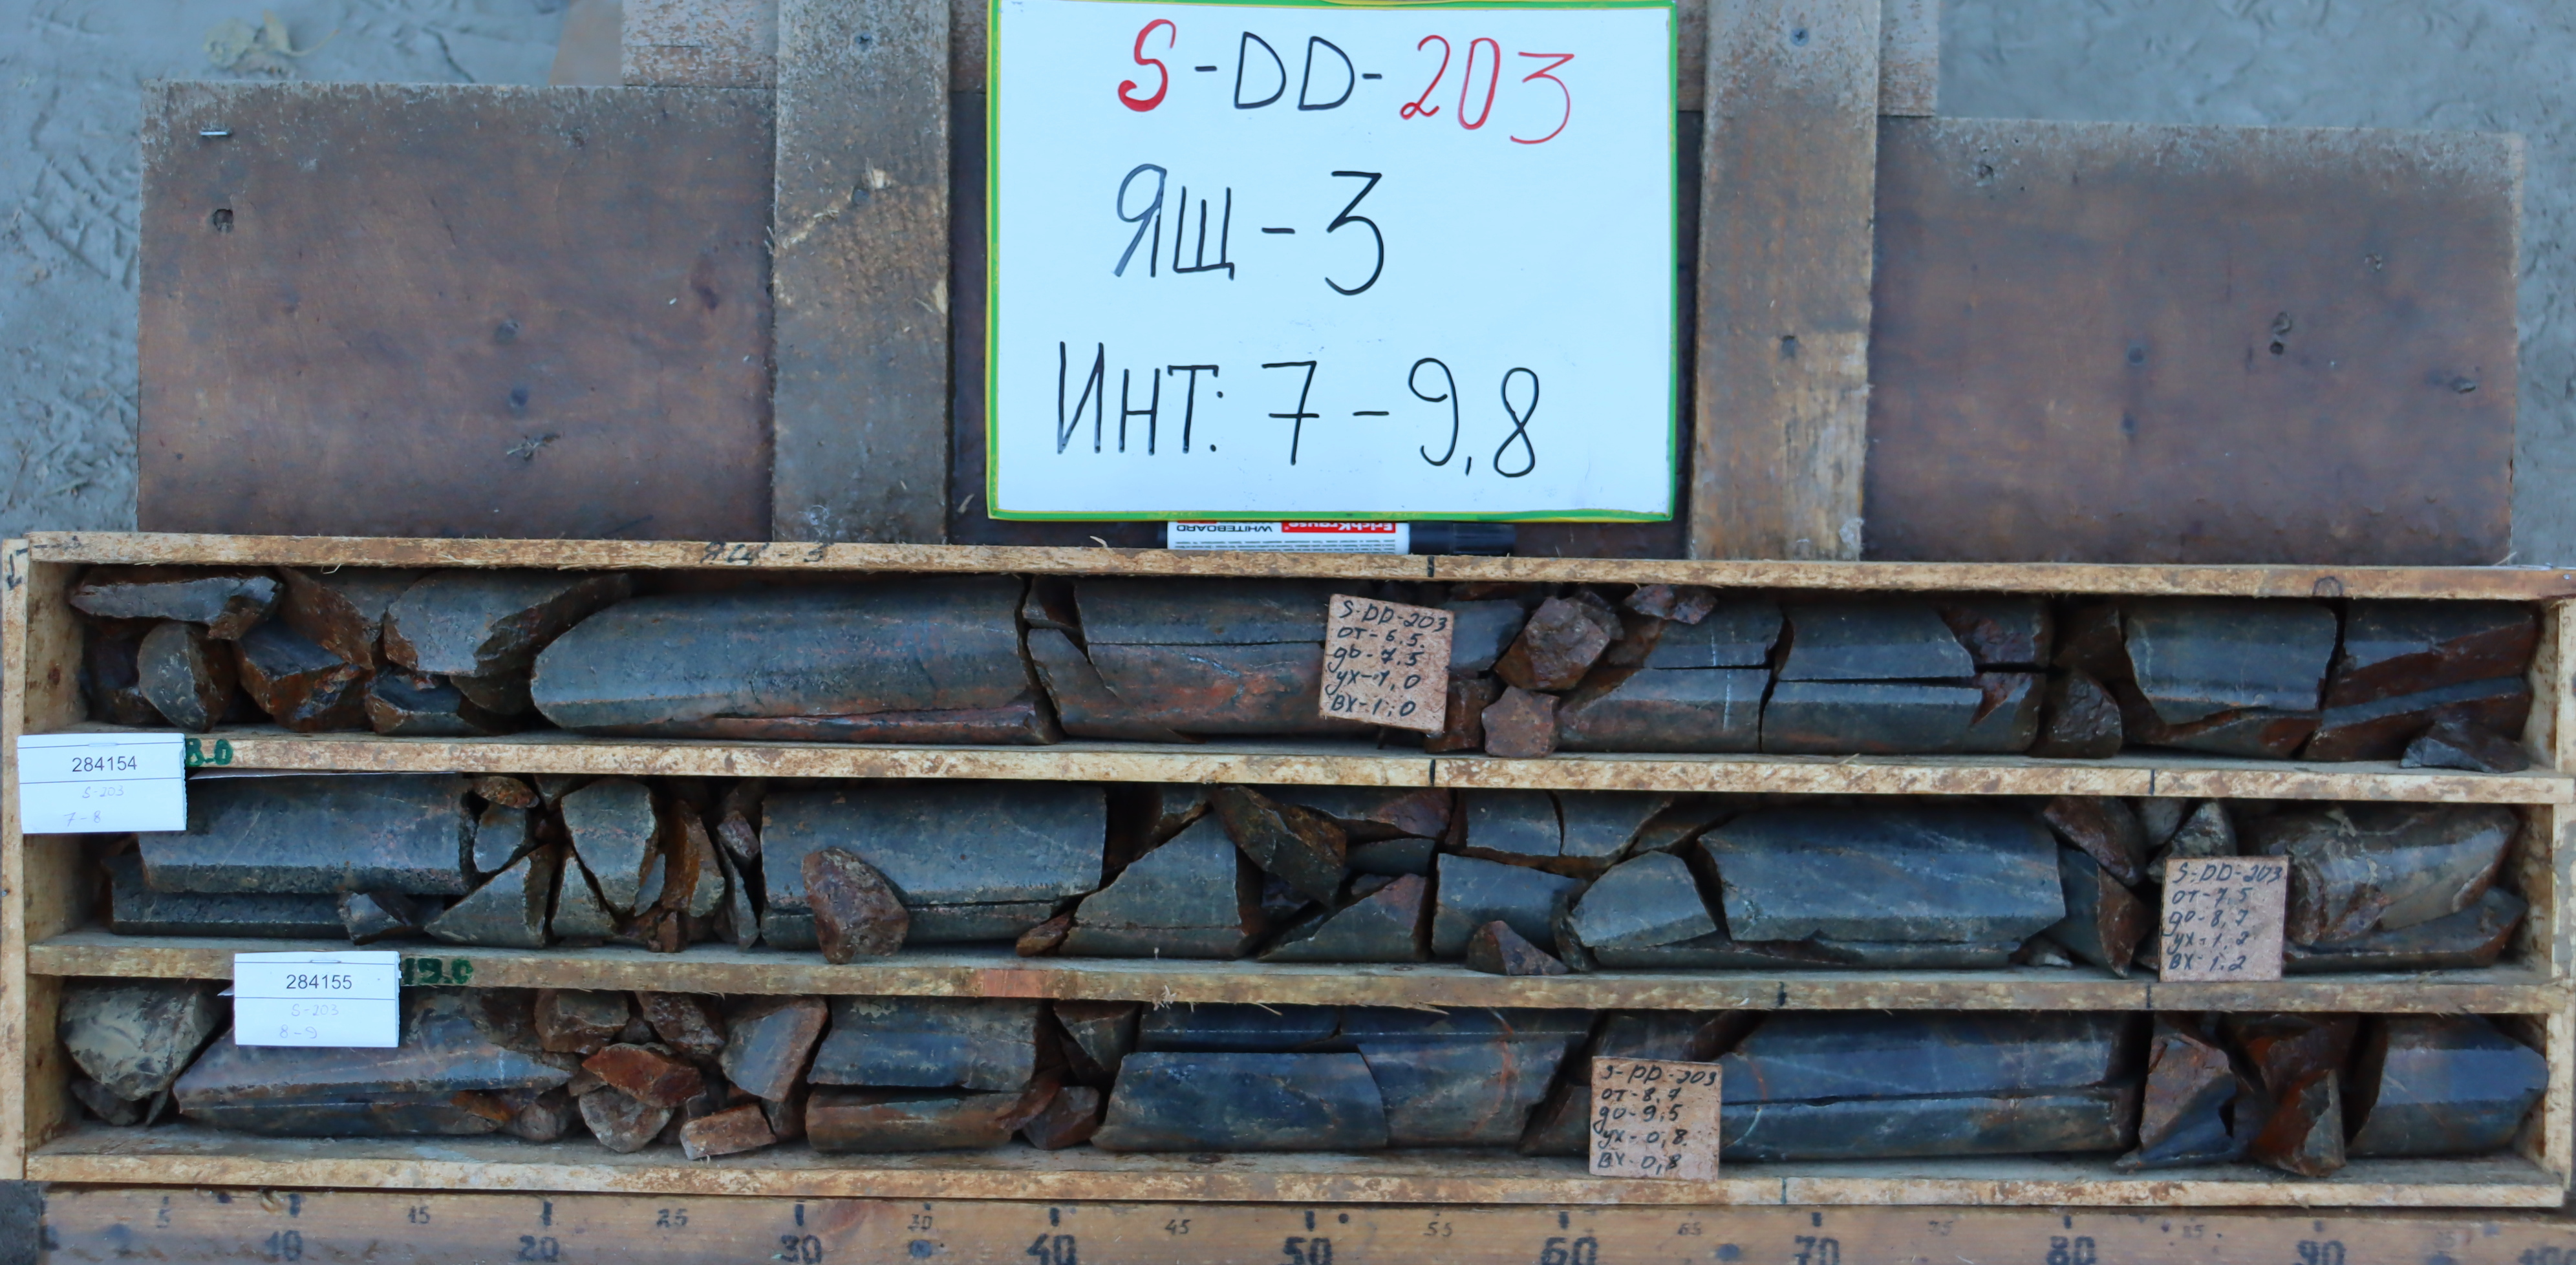 S-DD-203
ЯЩ-3
ИНТ: 7-9,8
WHITEBOARD
ErichKrause
ЯЩ-3
S-DD-203
от-6,5
до-7,5
ух-1,0
вх-1,0
284154
S-203
7-8
8.0
S-DD-203
от-7,5
до-8,7
ух-1,2
вх-1,2
284155
S-203
8-9
9.0
S-DD-203
от-8,7
до-9,5
ух-0,8
вх-0,8
5 15 25 30 45 55 65 75 85
10 20 30 40 50 60 70 80 90